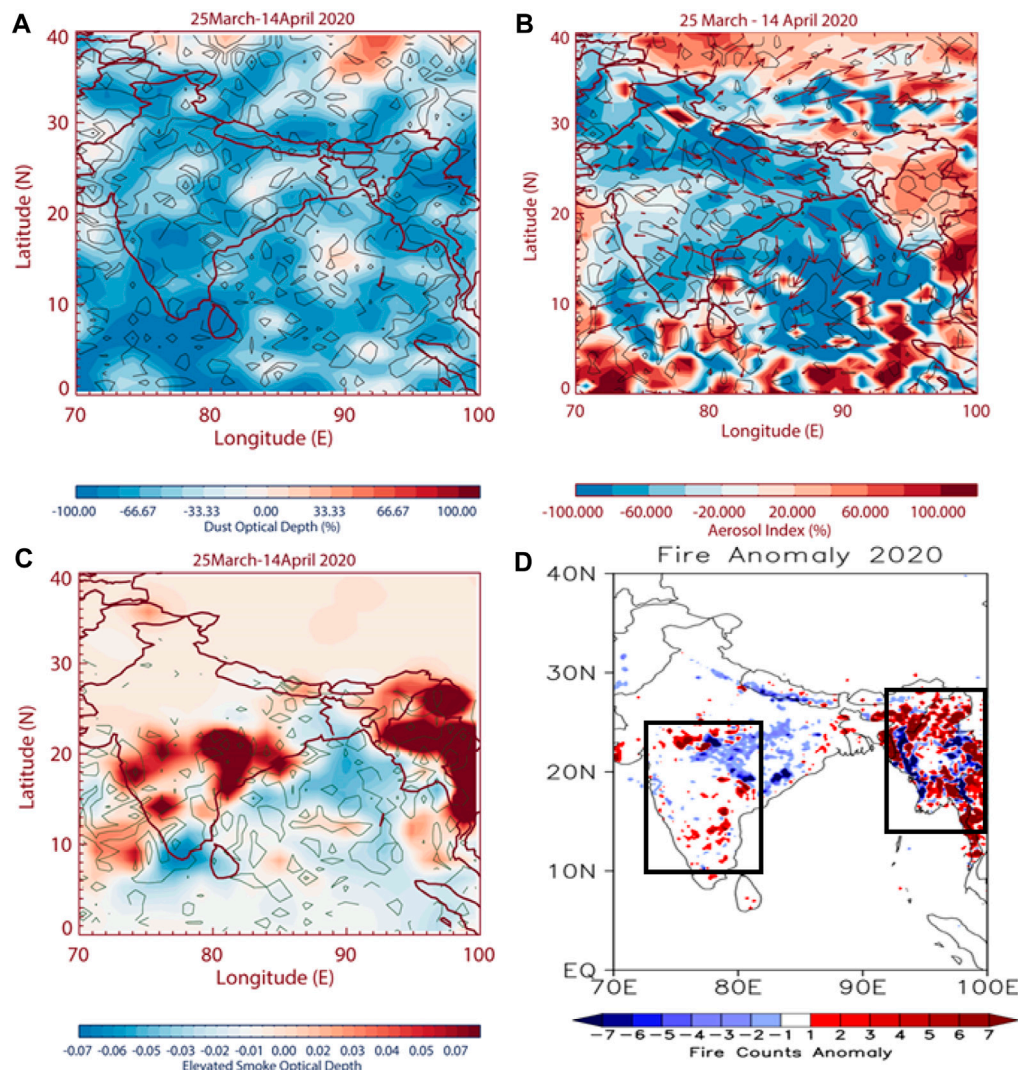 A
25March-14April 2020
40
30
20
10
0
Latitude (N)
70 80 90 100
Longitude (E)
-100.00 -66.67 -33.33 0.00 33.33 66.67 100.00
Dust Optical Depth (%)
B
25 March - 14 April 2020
40
30
20
10
0
Latitude (N)
70 80 90 100
Longitude (E)
-100.000 -60.000 -20.000 20.000 60.000 100.000
Aerosol Index (%)
C
25March-14April 2020
40
30
20
10
0
Latitude (N)
70 80 90 100
Longitude (E)
-0.07 -0.06 -0.05 -0.04 -0.03 -0.02 -0.01 0.00 0.01 0.02 0.03 0.04 0.05 0.06 0.07
Elevated Smoke Optical Depth
D
Fire Anomaly 2020
40N
30N
20N
10N
EQ
70E 80E 90E 100E
-7 -6 -5 -4 -3 -2 -1 1 2 3 4 5 6 7
Fire Counts Anomaly